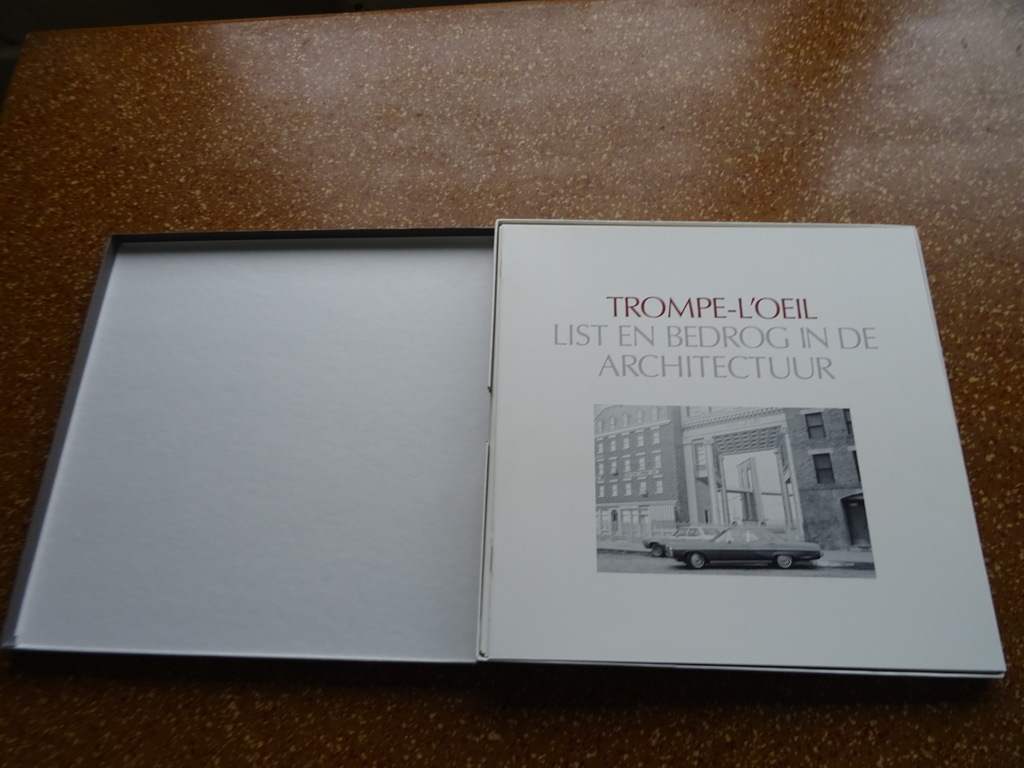 TROMPE-L'OEIL
LIST EN BEDROG IN DE
ARCHITECTUUR